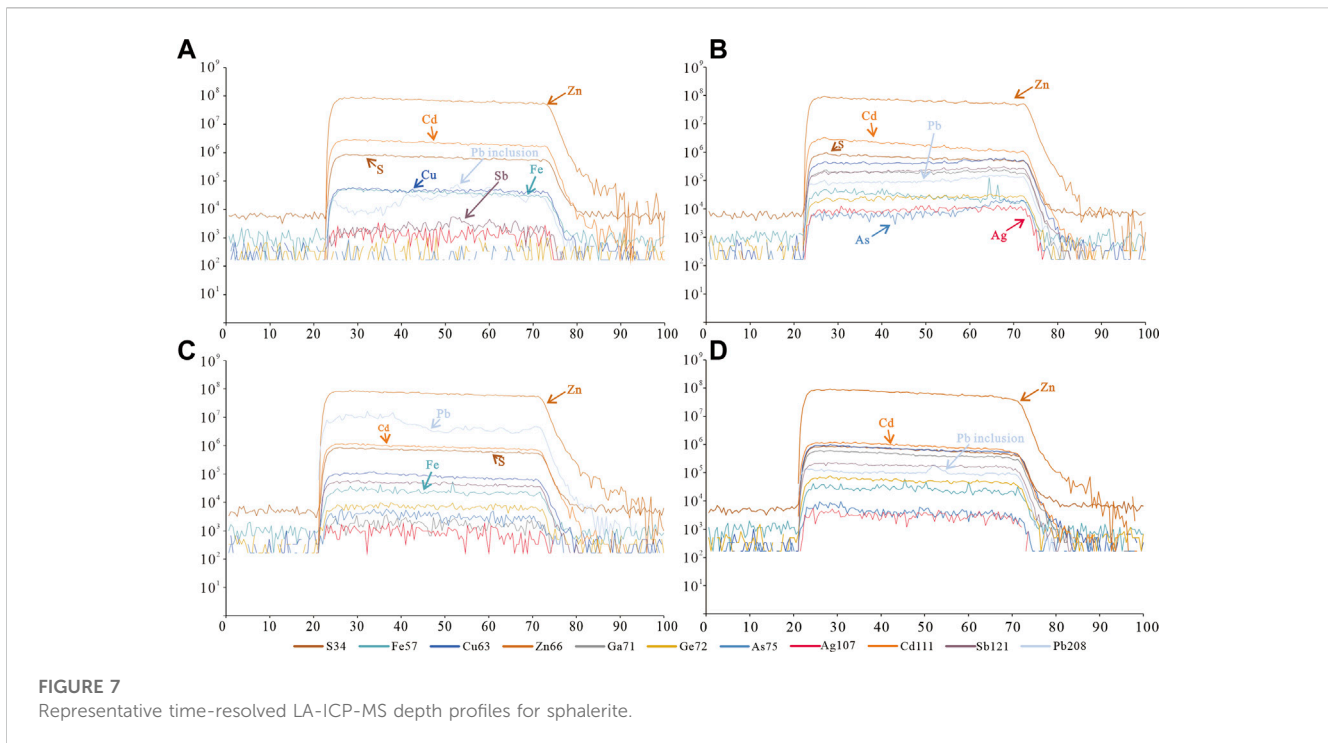 A
10⁹
10⁸
10⁷
10⁶
10⁵
10⁴
10³
10²
10¹
0 10 20 30 40 50 60 70 80 90 100
Zn
Cd
S
Cu
Pb inclusion
Sb
Fe
B
10⁹
10⁸
10⁷
10⁶
10⁵
10⁴
10³
10²
10¹
0 10 20 30 40 50 60 70 80 90 100
Zn
Cd
S
Pb
As
Ag
C
10⁹
10⁸
10⁷
10⁶
10⁵
10⁴
10³
10²
10¹
0 10 20 30 40 50 60 70 80 90 100
Zn
Pb
Cd
S
Fe
D
10⁹
10⁸
10⁷
10⁶
10⁵
10⁴
10³
10²
10¹
0 10 20 30 40 50 60 70 80 90 100
Zn
Cd
Pb inclusion
S34 Fe57 Cu63 Zn66 Ga71 Ge72 As75 Ag107 Cd111 Sb121 Pb208
FIGURE 7
Representative time-resolved LA-ICP-MS depth profiles for sphalerite.